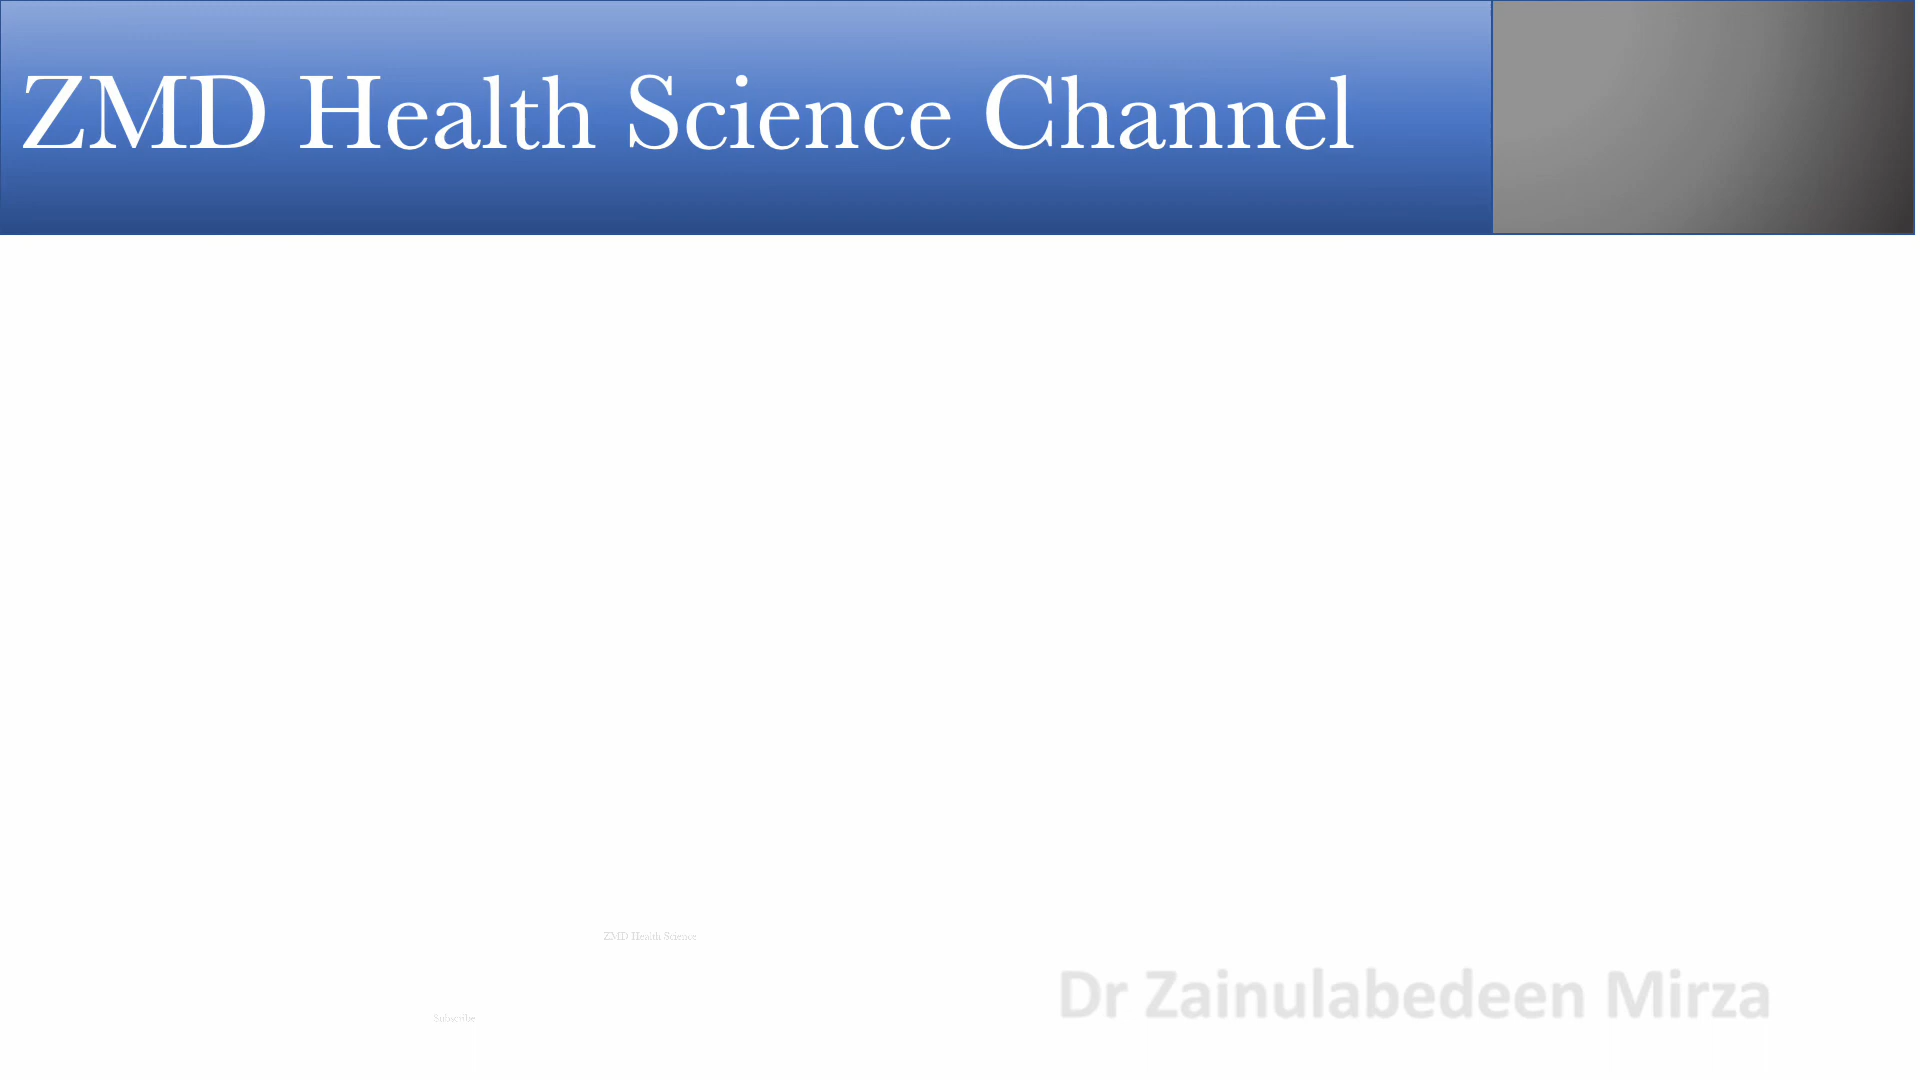 ZMD Health Science Channel
ZMD Health Science
Dr Zainulabedeen Mirza
Subscribe